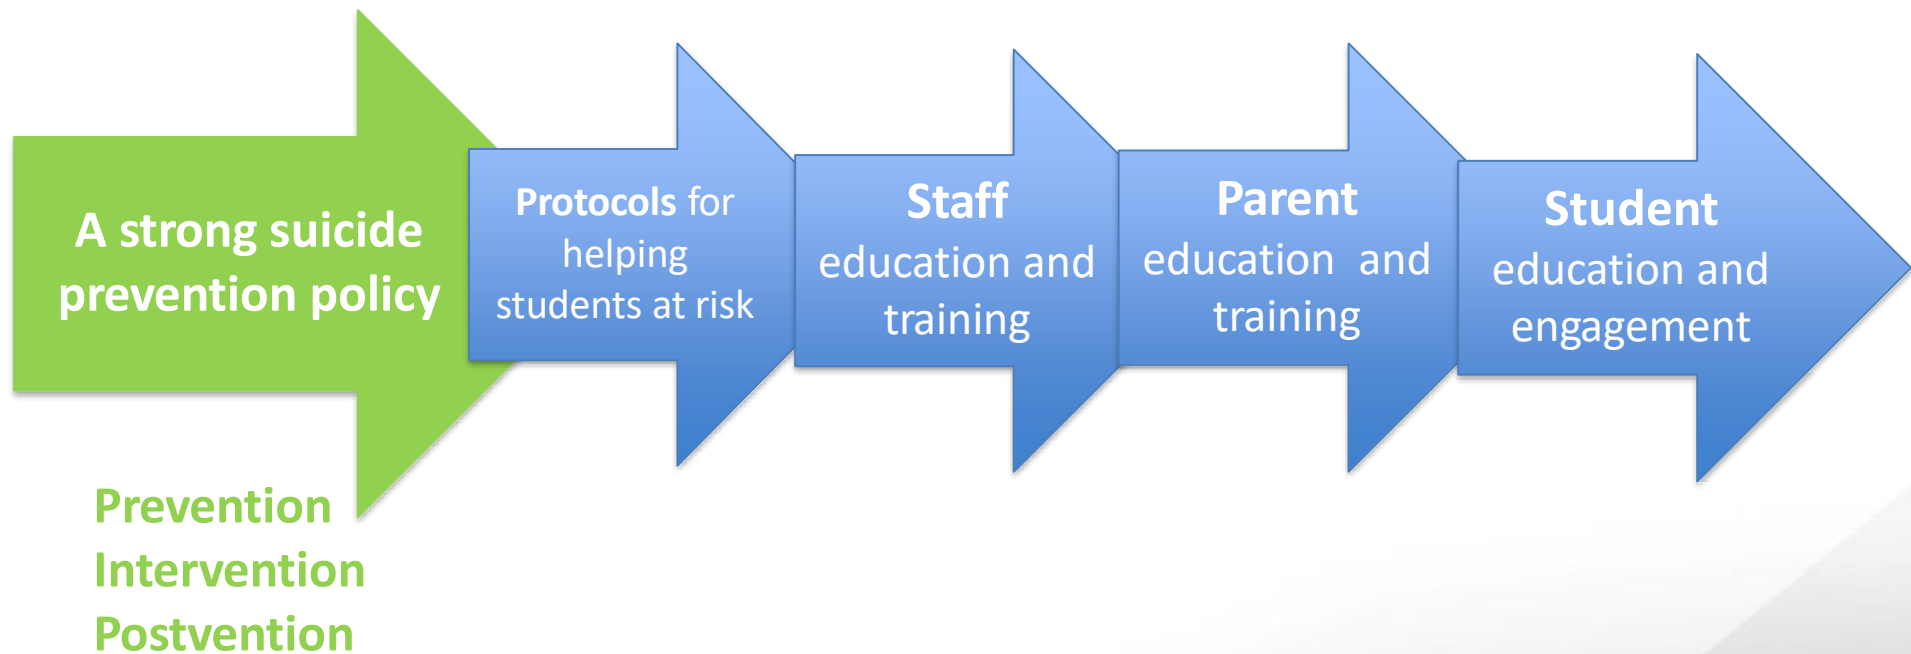 A strong suicide
prevention policy
Protocols for
helping
students at risk
Staff
education and
training
Parent
education  and
training
Student
education and
engagement
Prevention
Intervention
Postvention